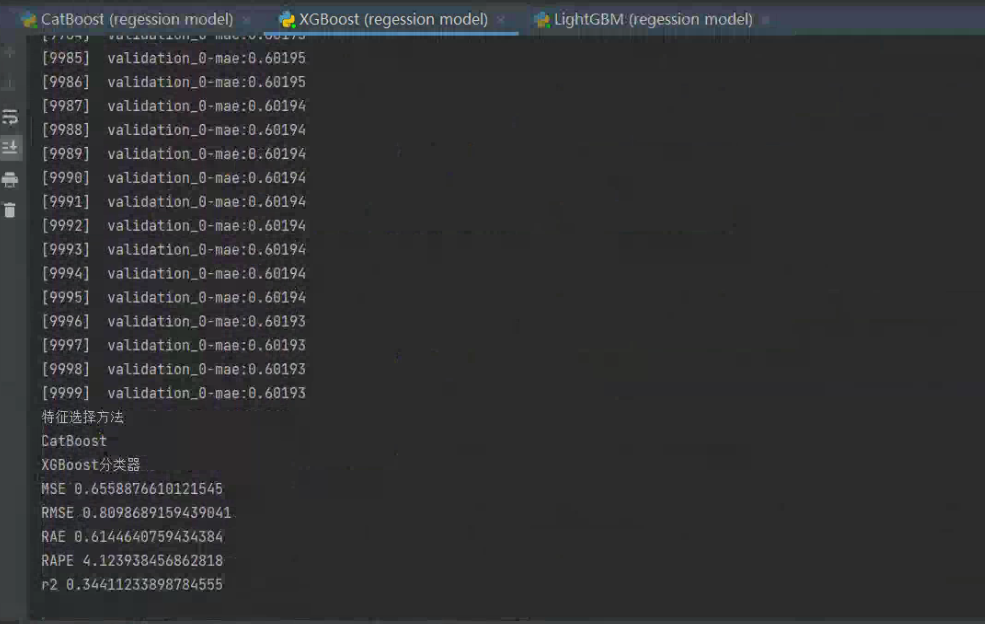 CatBoost (regession model)
XGBoost (regession model)
LightGBM (regession model)
[9985] validation_0-mae:0.60195
[9986] validation_0-mae:0.60195
[9987] validation_0-mae:0.60194
[9988] validation_0-mae:0.60194
[9989] validation_0-mae:0.60194
[9990] validation_0-mae:0.60194
[9991] validation_0-mae:0.60194
[9992] validation_0-mae:0.60194
[9993] validation_0-mae:0.60194
[9994] validation_0-mae:0.60194
[9995] validation_0-mae:0.60194
[9996] validation_0-mae:0.60193
[9997] validation_0-mae:0.60193
[9998] validation_0-mae:0.60193
[9999] validation_0-mae:0.60193
特征选择方法
CatBoost
XGBoost分类器
MSE 0.6558876610121545
RMSE 0.8098689159439041
RAE 0.6144640759434384
RAPE 4.123938456862818
r2 0.34411233898784555